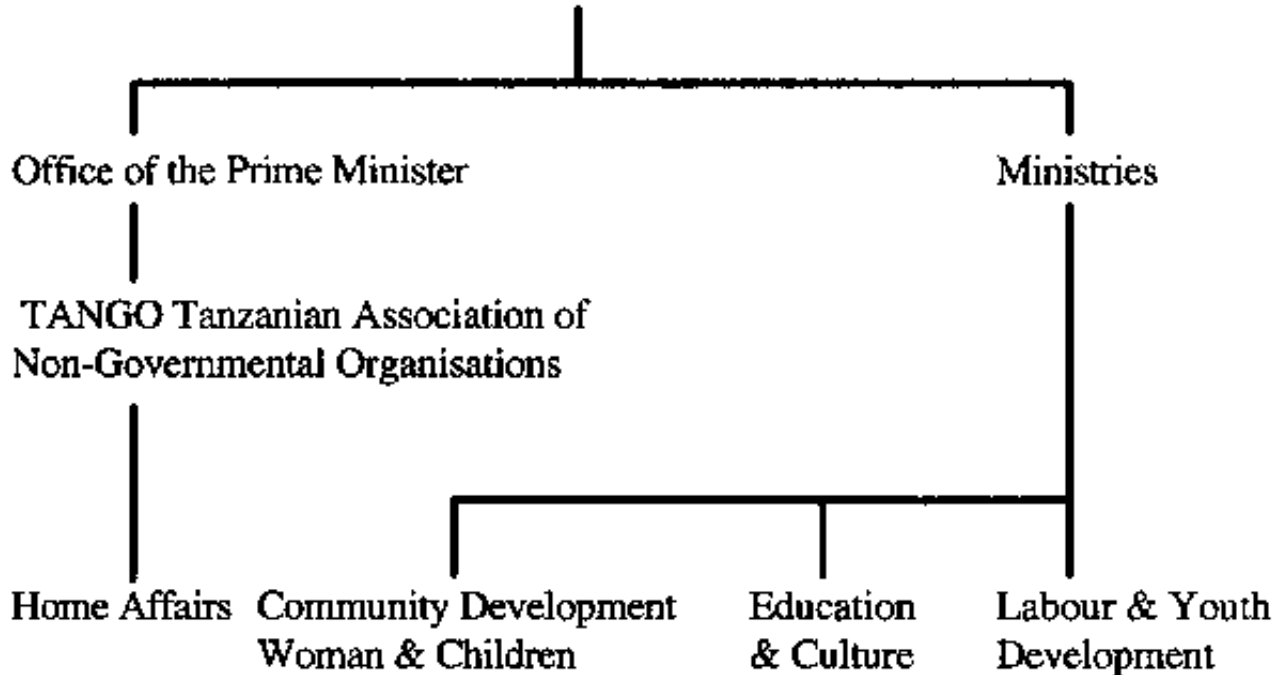 Office of the Prime Minister
Ministries
TANGO Tanzanian Association of
Non-Governmental Organisations
Home Affairs
Community Development
Woman & Children
Education
& Culture
Labour & Youth
Development